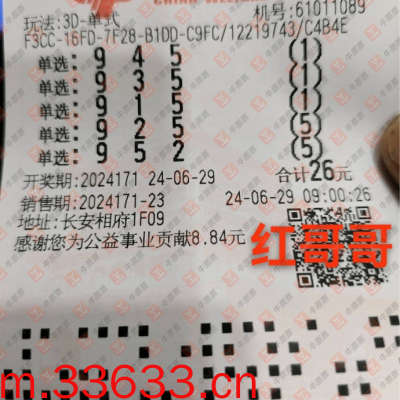 CHINA WELFARE
玩法:3D-单式 机号:61011089
F3CC-16FD-7F28-B1DD-C9FC/12219743/C4B4E
单选: 9 4 5 (1)
单选: 9 3 5 (1)
单选: 9 1 5 (1)
单选: 9 2 5 (5)
单选: 9 5 2 (5)
开奖期:2024171 24-06-29 合计26元
销售期:2024171-23 24-06-29 09:00:26
地址:长安相府1F09
感谢您为公益事业贡献8.84元
红哥哥
m.33633.cn